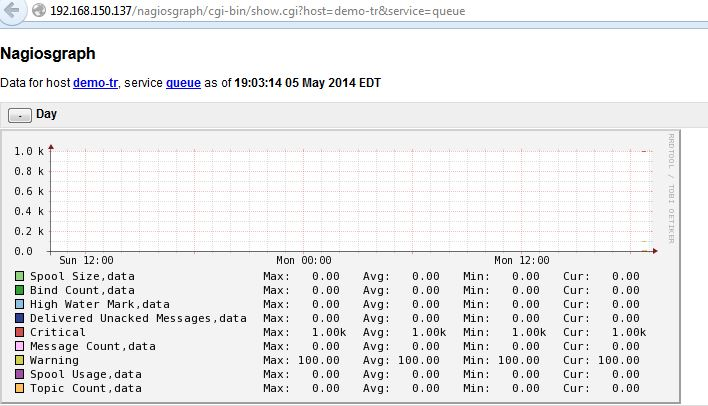 192.168.150.137/nagiosgraph/cgi-bin/show.cgi?host=demo-tr&service=queue
Nagiosgraph
Data for host demo-tr, service queue as of 19:03:14 05 May 2014 EDT
- Day
1.0 k
0.8 k
0.6 k
0.4 k
0.2 k
0.0
Sun 12:00 Mon 00:00 Mon 12:00
RRDTOOL / TOBI OETIKER
Spool Size,data Max: 0.00 Avg: 0.00 Min: 0.00 Cur: 0.00
Bind Count,data Max: 0.00 Avg: 0.00 Min: 0.00 Cur: 0.00
High Water Mark,data Max: 0.00 Avg: 0.00 Min: 0.00 Cur: 0.00
Delivered Unacked Messages,data Max: 0.00 Avg: 0.00 Min: 0.00 Cur: 0.00
Critical Max: 1.00k Avg: 1.00k Min: 1.00k Cur: 1.00k
Message Count,data Max: 0.00 Avg: 0.00 Min: 0.00 Cur: 0.00
Warning Max: 100.00 Avg: 100.00 Min: 100.00 Cur: 100.00
Spool Usage,data Max: 0.00 Avg: 0.00 Min: 0.00 Cur: 0.00
Topic Count,data Max: 0.00 Avg: 0.00 Min: 0.00 Cur: 0.00